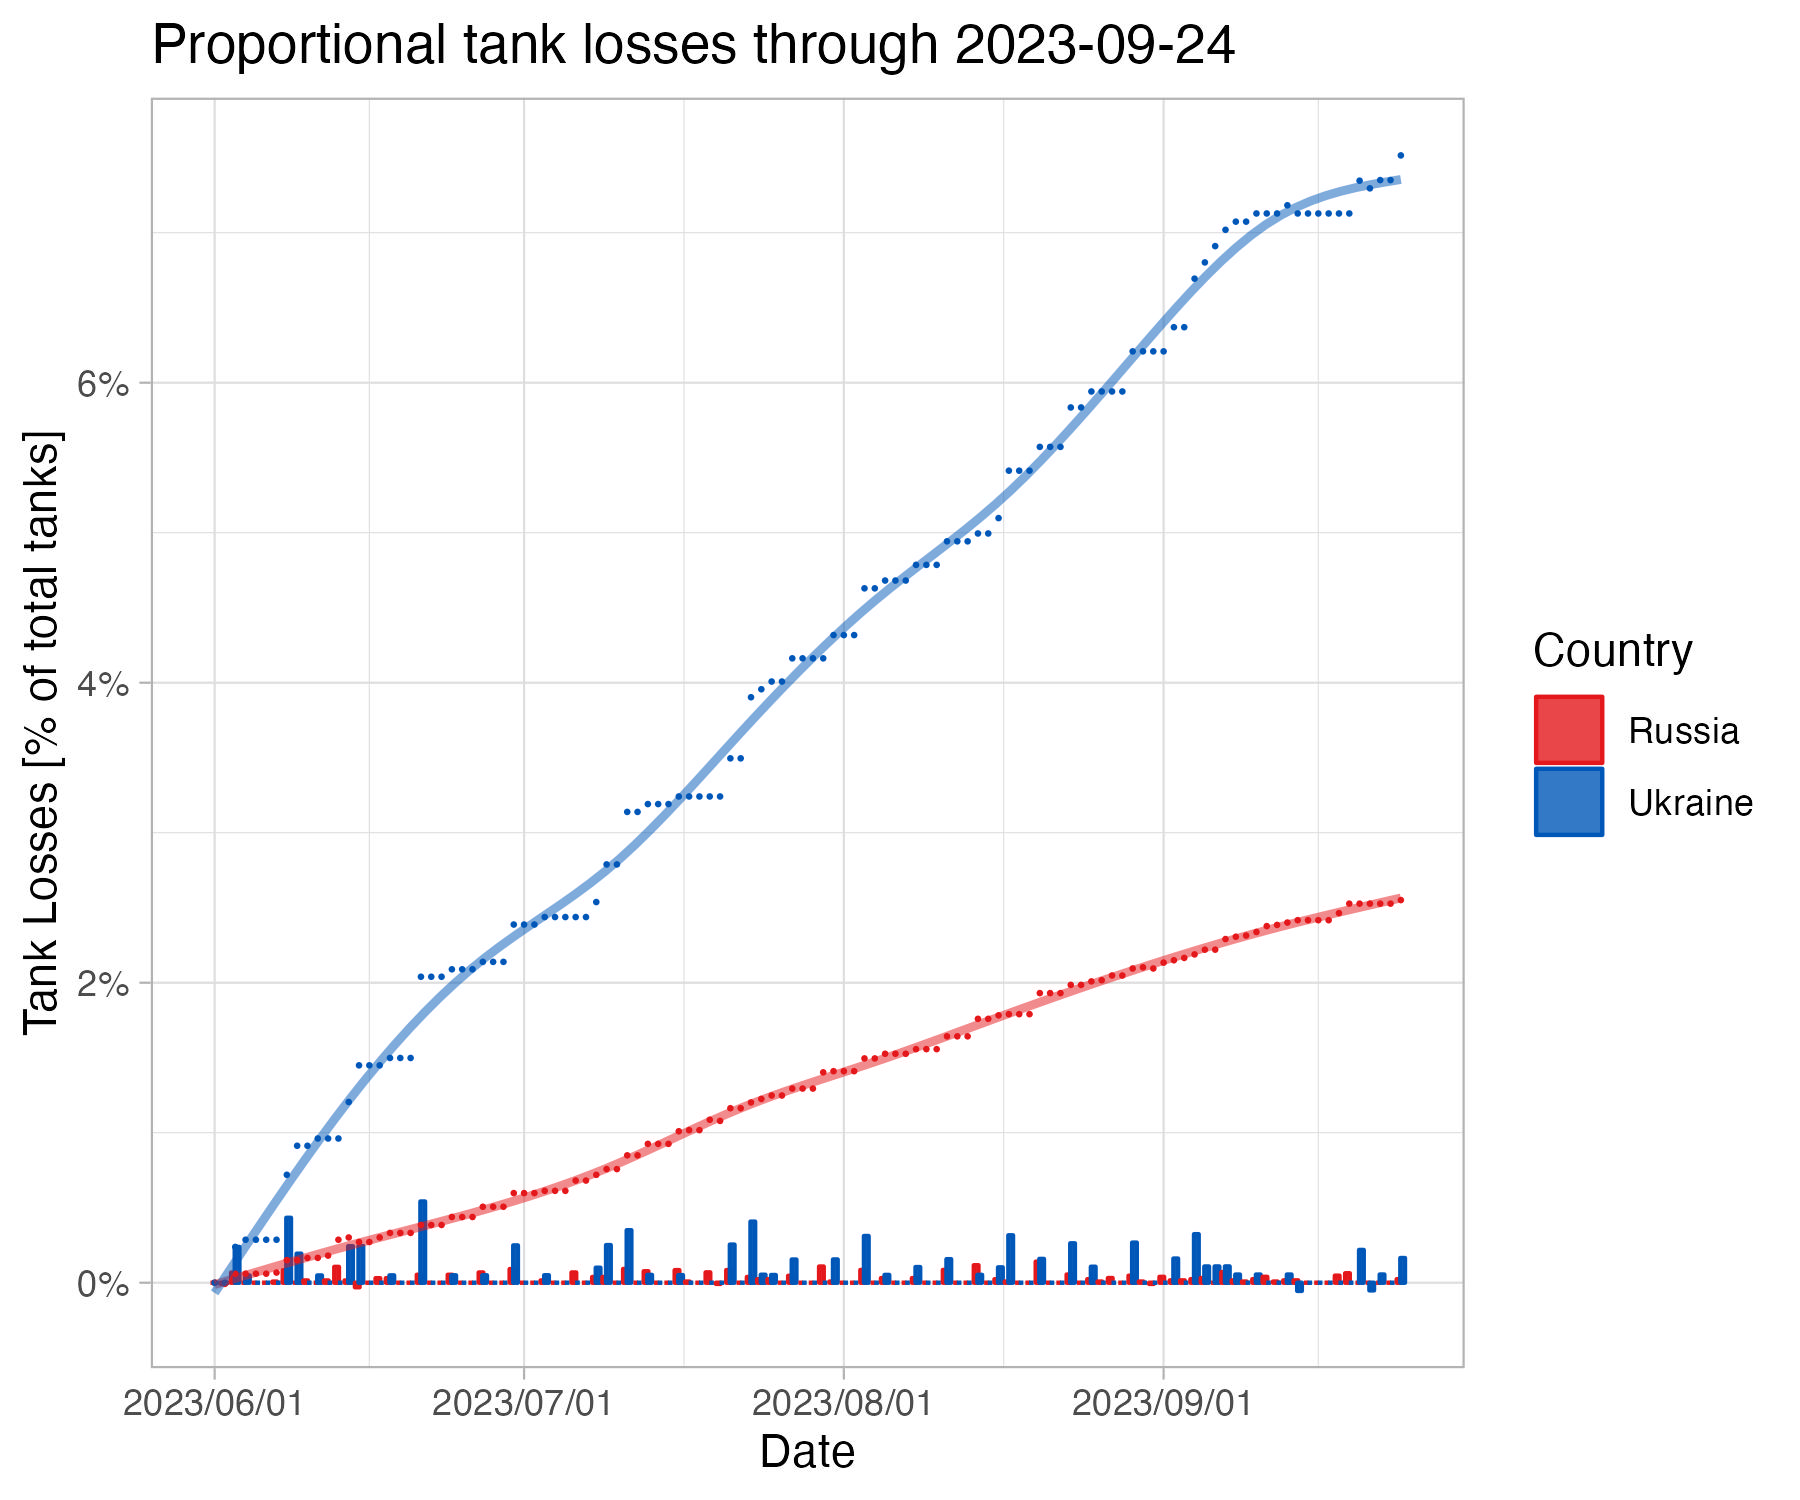 Proportional tank losses through 2023-09-24
Tank Losses [% of total tanks]
6%
4%
2%
0%
2023/06/01
2023/07/01
2023/08/01
2023/09/01
Date
Country
Russia
Ukraine